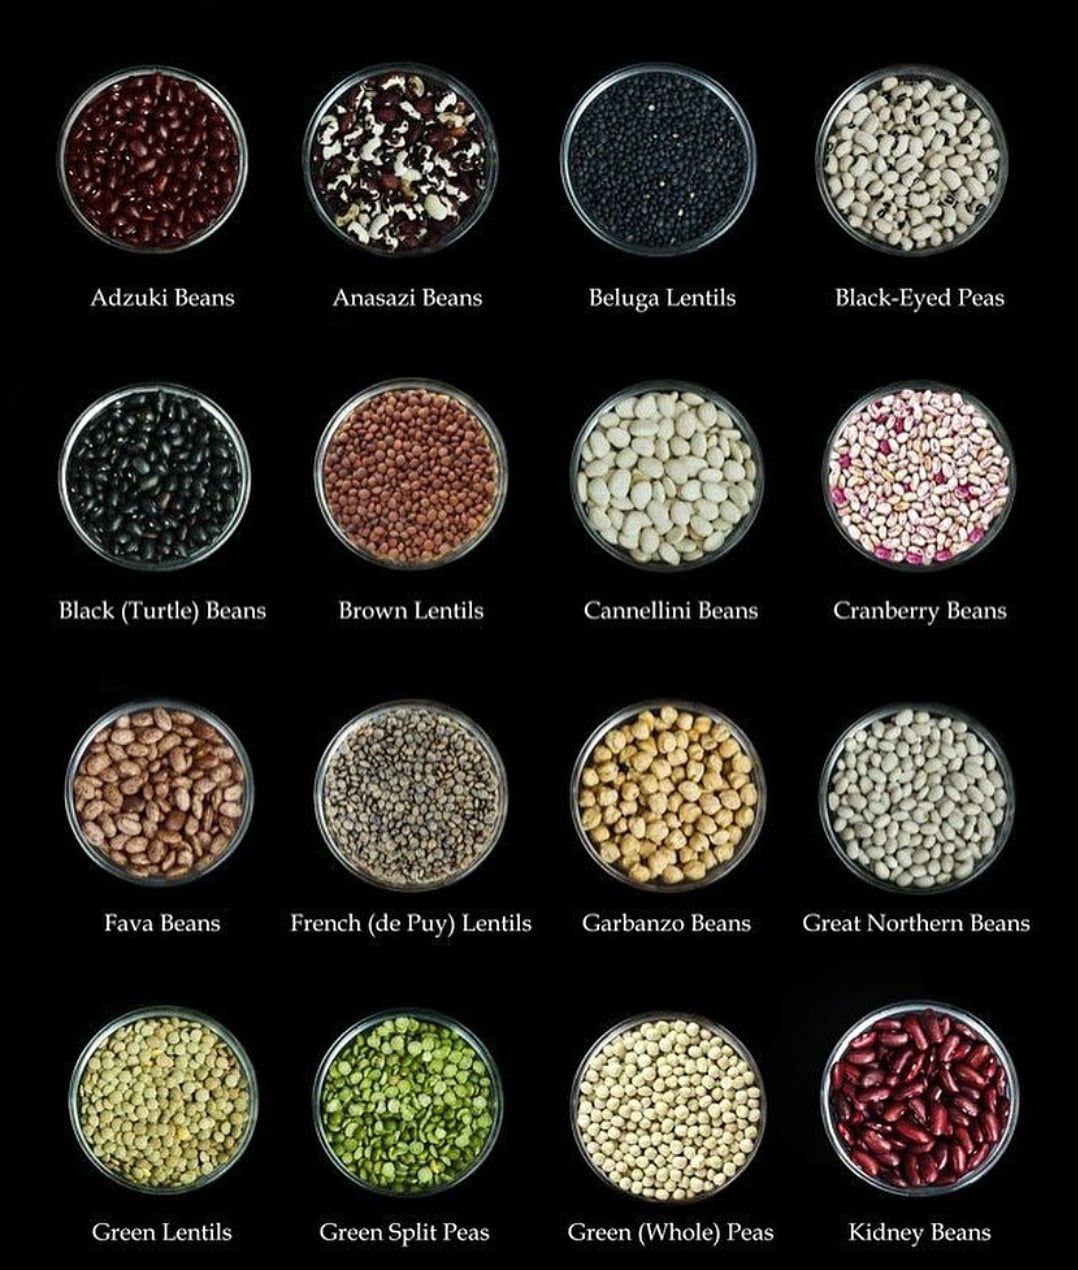 Adzuki Beans
Anasazi Beans
Beluga Lentils
Black-Eyed Peas
Black (Turtle) Beans
Brown Lentils
Cannellini Beans
Cranberry Beans
Fava Beans
French (de Puy) Lentils
Garbanzo Beans
Great Northern Beans
Green Lentils
Green Split Peas
Green (Whole) Peas
Kidney Beans